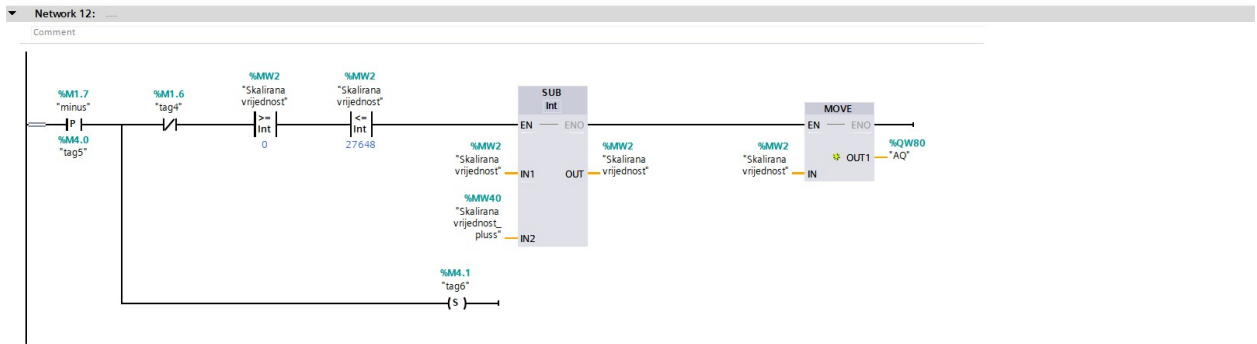 Network 12: ....
Comment
%M1.7
"minus"
P
%M4.0
"tag5"
%M1.6
"tag4"
%MW2
"Skalirana
vrijednost"
>=
Int
0
%MW2
"Skalirana
vrijednost"
<=
Int
27648
SUB
Int
EN
ENO
%MW2
"Skalirana
vrijednost"
IN1
%MW40
"Skalirana
vrijednost_
pluss"
IN2
OUT
%MW2
"Skalirana
vrijednost"
MOVE
EN
ENO
%MW2
"Skalirana
vrijednost"
IN
OUT1
%QW80
"AQ"
%M4.1
"tag6"
S